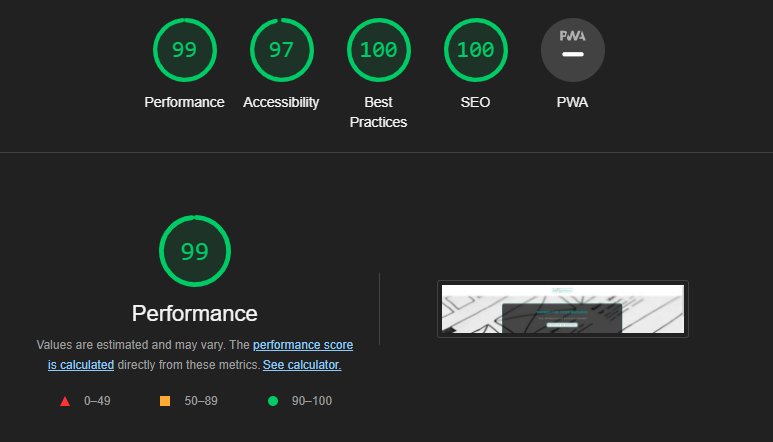 99
97
100
100
PWA
Performance
Accessibility
Best
Practices
SEO
PWA
99
Performance
Values are estimated and may vary. The performance score
is calculated directly from these metrics. See calculator.
0–49
50–89
90–100